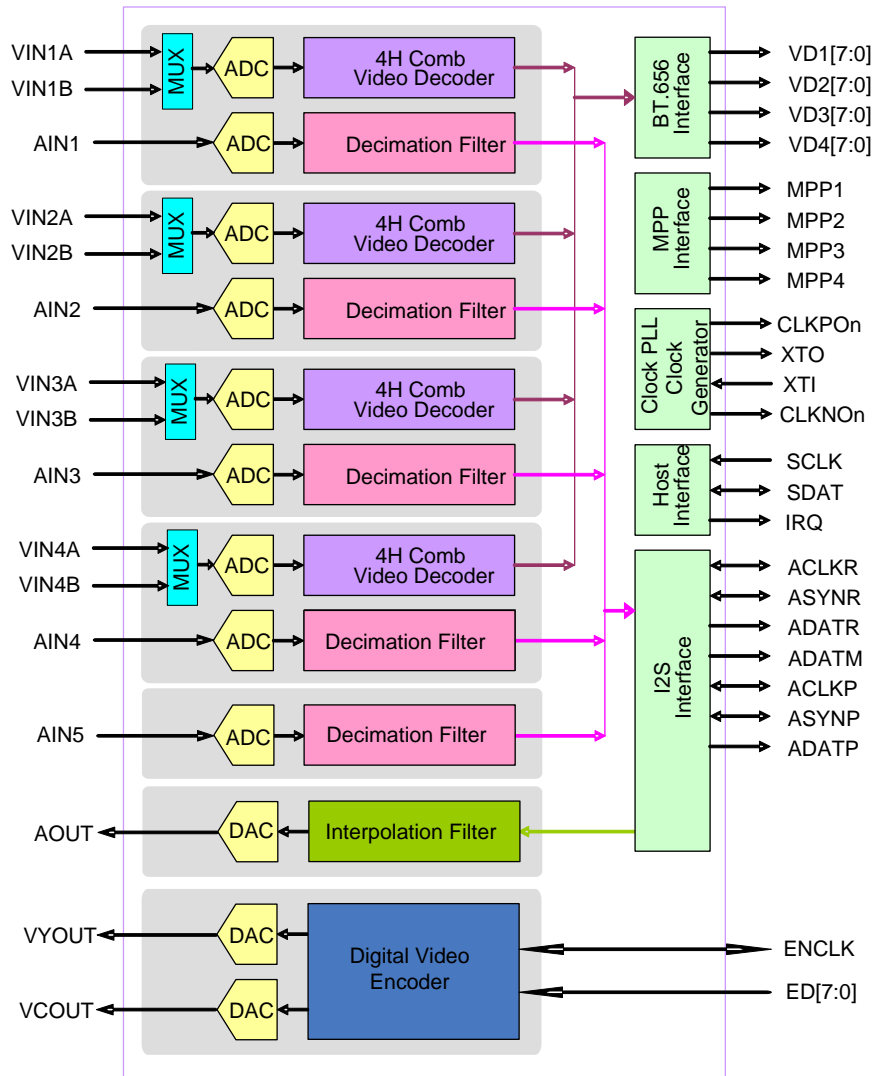 VIN1A
VIN1B
MUX
ADC
4H Comb
Video Decoder
AIN1
ADC
Decimation Filter
VIN2A
VIN2B
MUX
ADC
4H Comb
Video Decoder
AIN2
ADC
Decimation Filter
VIN3A
VIN3B
MUX
ADC
4H Comb
Video Decoder
AIN3
ADC
Decimation Filter
VIN4A
VIN4B
MUX
ADC
4H Comb
Video Decoder
AIN4
ADC
Decimation Filter
AIN5
ADC
Decimation Filter
AOUT
DAC
Interpolation Filter
VYOUT
DAC
VCOUT
DAC
Digital Video
Encoder
BT.656
Interface
VD1[7:0]
VD2[7:0]
VD3[7:0]
VD4[7:0]
MPP
Interface
MPP1
MPP2
MPP3
MPP4
Clock PLL
Clock
Generator
CLKPOn
XTO
XTI
CLKNOn
Host
Interface
SCLK
SDAT
IRQ
I2S
Interface
ACLKR
ASYNR
ADATR
ADATM
ACLKP
ASYNP
ADATP
ENCLK
ED[7:0]